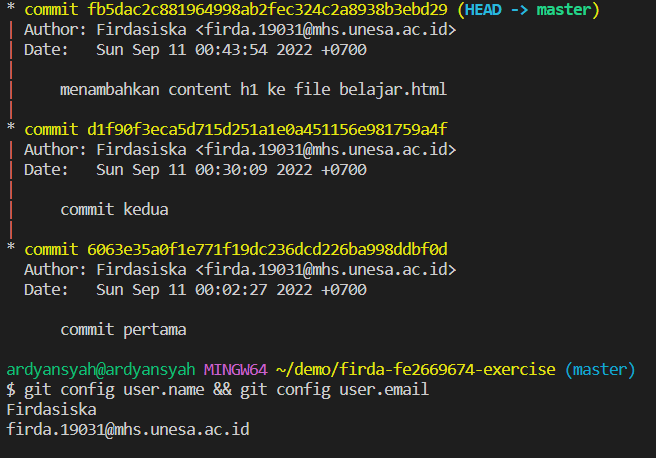 * commit fb5dac2c881964998ab2fec324c2a8938b3ebd29 (HEAD -> master)
| Author: Firdasiska <firda.19031@mhs.unesa.ac.id>
| Date:   Sun Sep 11 00:43:54 2022 +0700
|
|     menambahkan content h1 ke file belajar.html
|
* commit d1f90f3eca5d715d251a1e0a451156e981759a4f
| Author: Firdasiska <firda.19031@mhs.unesa.ac.id>
| Date:   Sun Sep 11 00:30:09 2022 +0700
|
|     commit kedua
|
* commit 6063e35a0f1e771f19dc236dcd226ba998ddbf0d
  Author: Firdasiska <firda.19031@mhs.unesa.ac.id>
  Date:   Sun Sep 11 00:02:27 2022 +0700

      commit pertama

ardyansyah@ardyansyah MINGW64 ~/demo/firda-fe2669674-exercise (master)
$ git config user.name && git config user.email
Firdasiska
firda.19031@mhs.unesa.ac.id